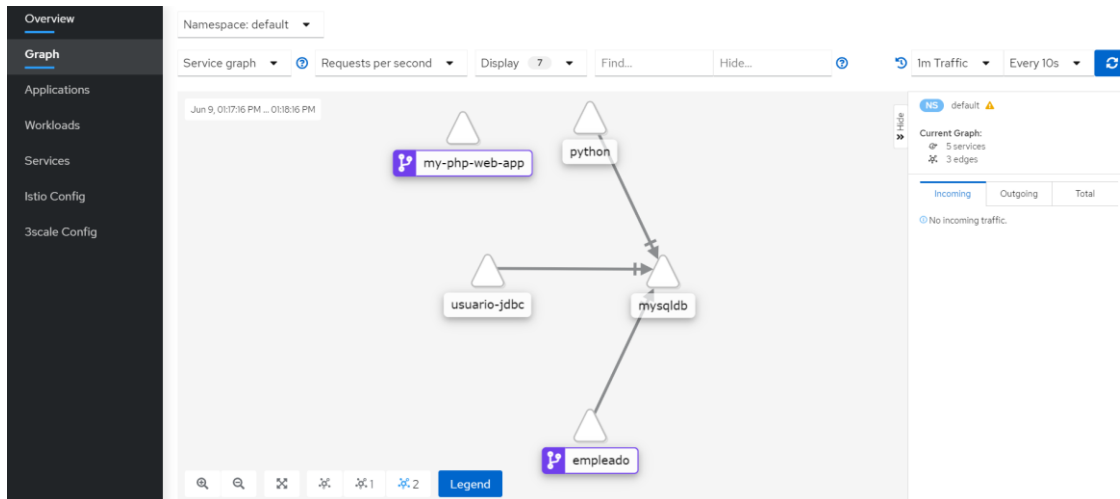 Overview
Graph
Applications
Workloads
Services
Istio Config
3scale Config
Namespace: default
Service graph
Requests per second
Display 7
Find...
Hide...
1m Traffic
Every 10s
Jun 9, 01:17:16 PM ... 01:18:16 PM
my-php-web-app
python
usuario-jdbc
mysqldb
empleado
1
2
Legend
Hide
NS default
Current Graph:
5 services
3 edges
Incoming Outgoing Total
No incoming traffic.